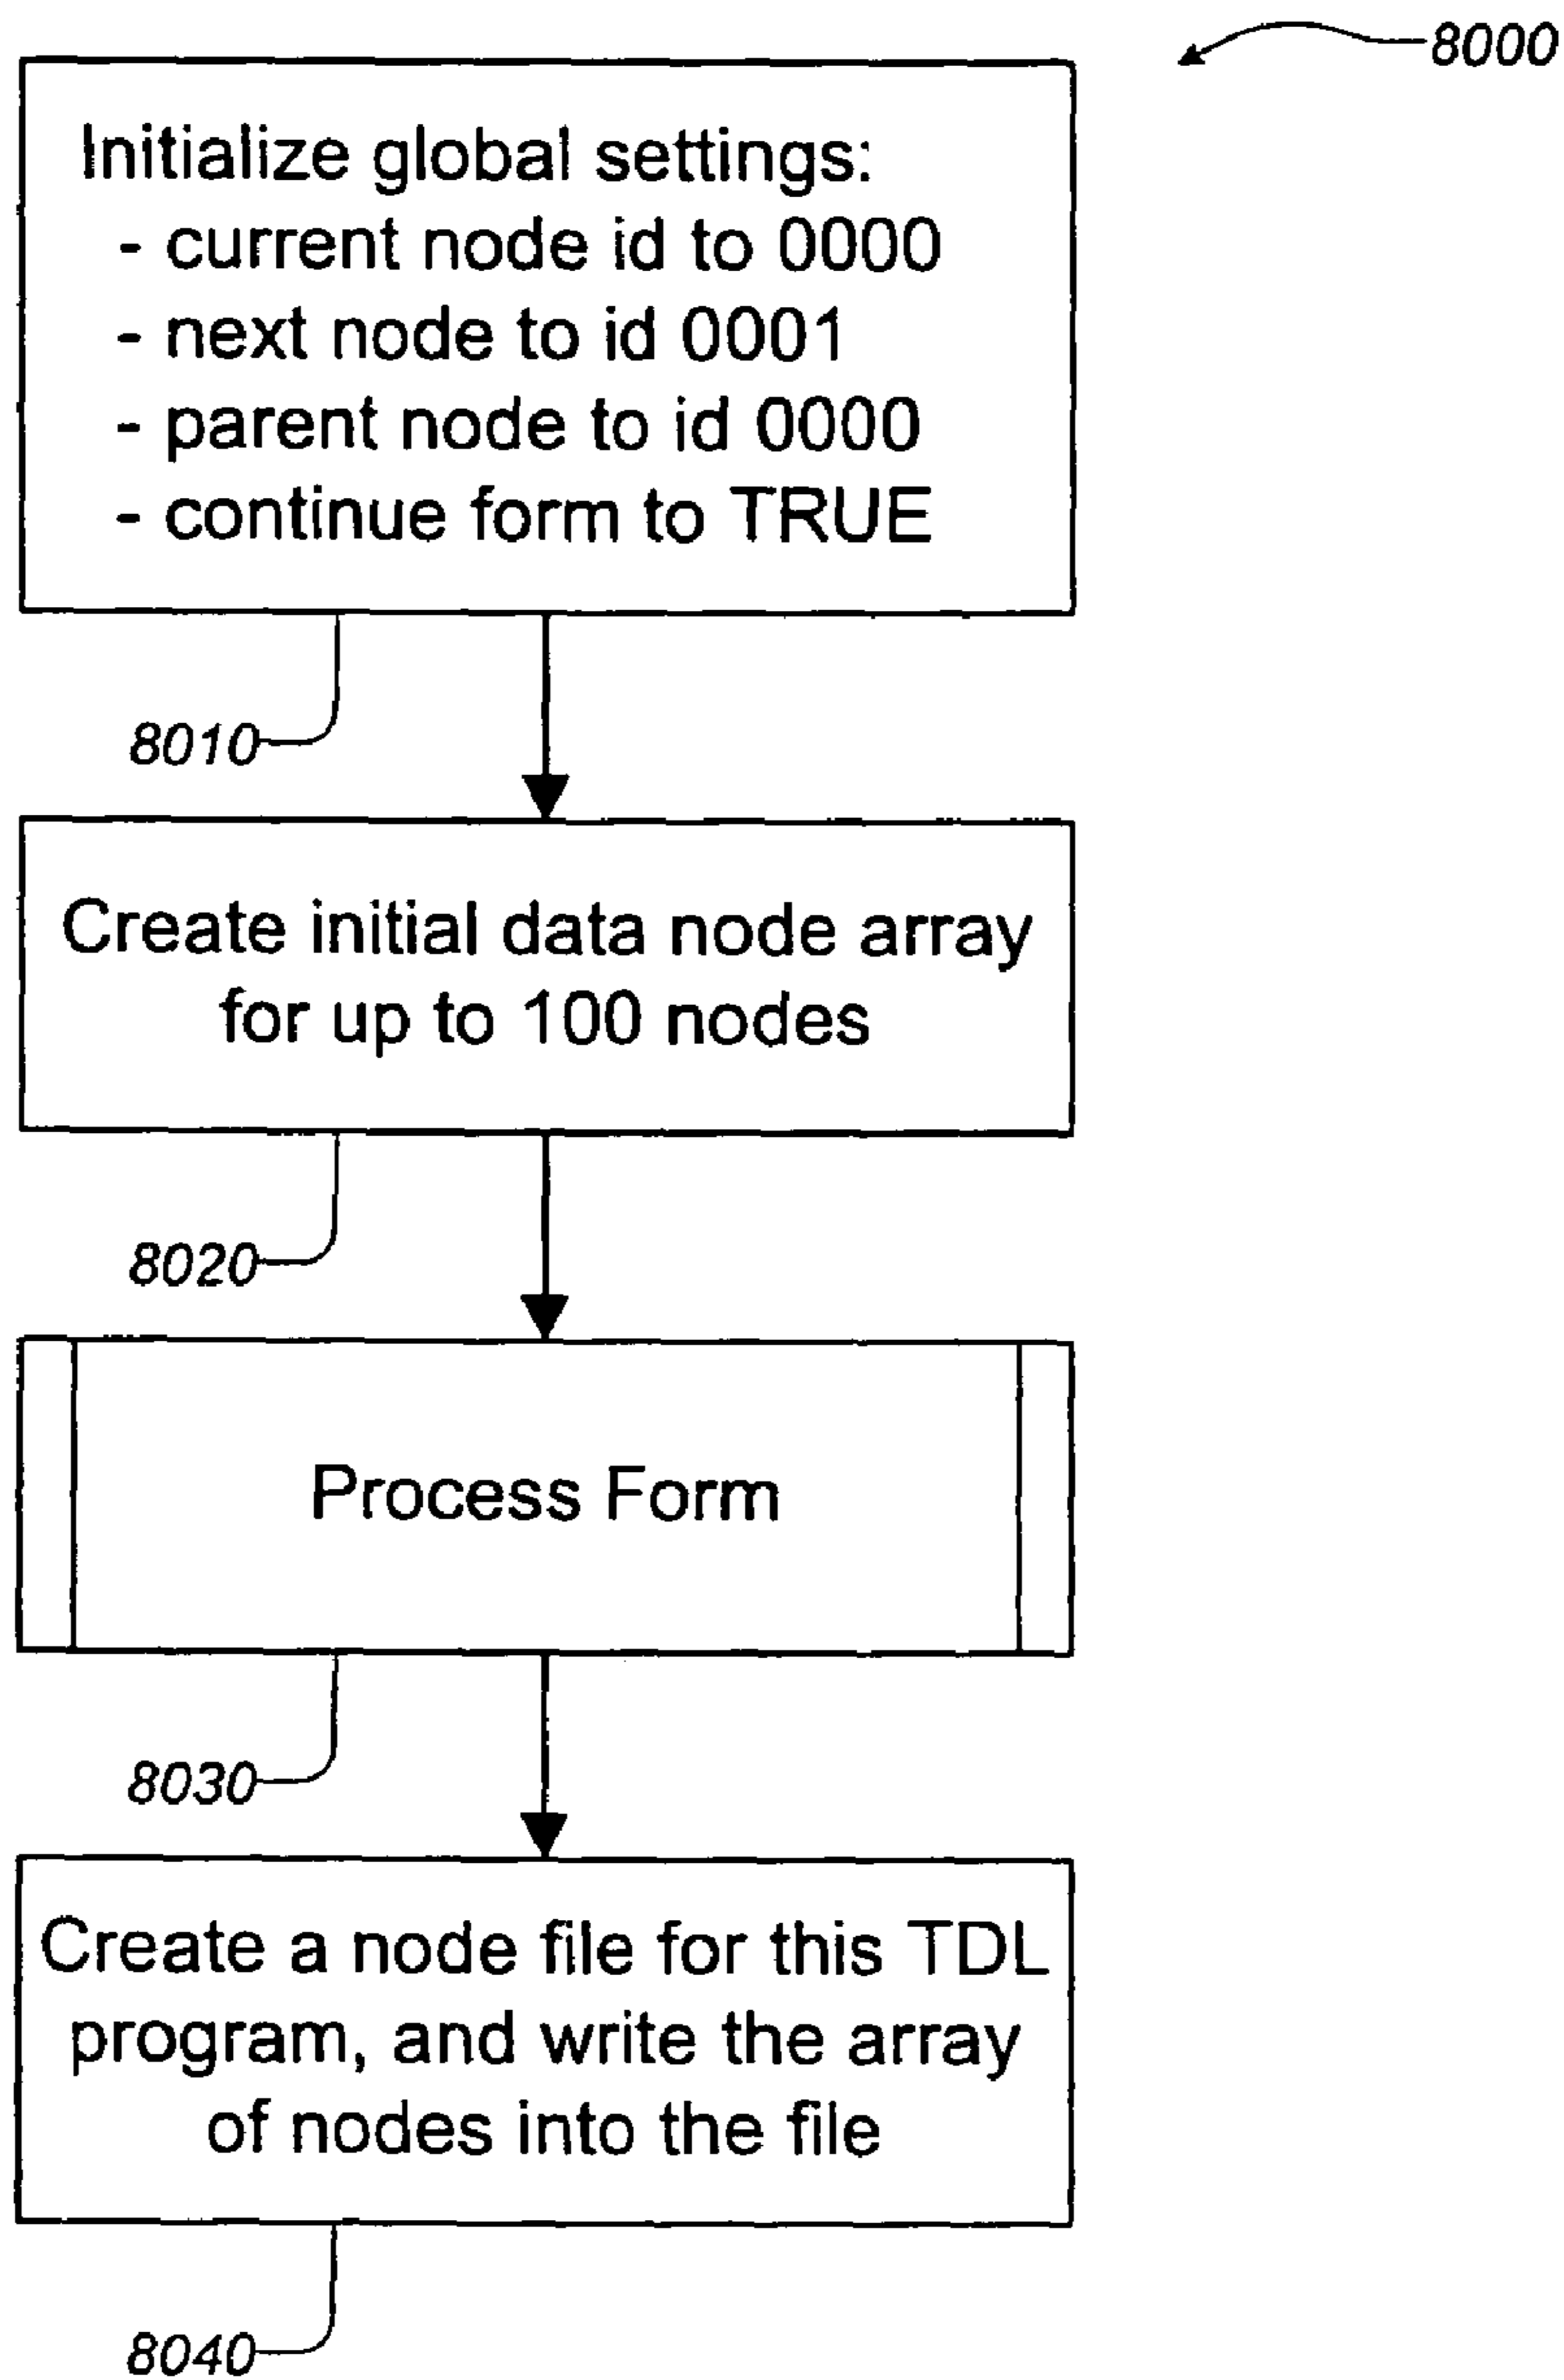 8000
Initialize global settings:
- current node id to 0000
- next node to id 0001
- parent node to id 0000
- continue form to TRUE
8010
Create initial data node array
for up to 100 nodes
8020
Process Form
8030
Create a node file for this TDL
program, and write the array
of nodes into the file
8040